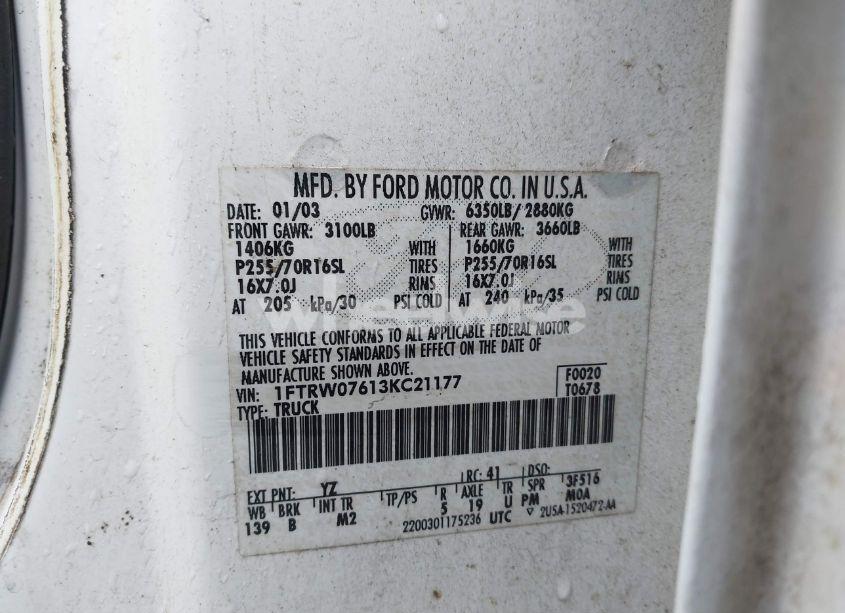 MFD. BY FORD MOTOR CO. IN U.S.A.
DATE: 01/03 GVWR: 6350LB/ 2880KG
FRONT GAWR: 3100LB REAR GAWR: 3660LB
1406KG WITH 1660KG WITH
P255/70R16SL TIRES P255/70R16SL TIRES
16X7.0J RIMS 16X7.0J RIMS
AT 205 kPa/30 PSI COLD AT 240 kPa/35 PSI COLD
wheelwise
THIS VEHICLE CONFORMS TO ALL APPLICABLE FEDERAL MOTOR
VEHICLE SAFETY STANDARDS IN EFFECT ON THE DATE OF
MANUFACTURE SHOWN ABOVE.
VIN: 1FTRW07613KC21177 F0020
TYPE: TRUCK T0678
EXT PNT: YZ RC: 41 DSO:
WB BRK INT TR TP/PS R AXLE TR SPR 3F516
139 B M2 5 19 U PM M0A
2200301175236 UTC ▽ 2U5A-1520472-AA